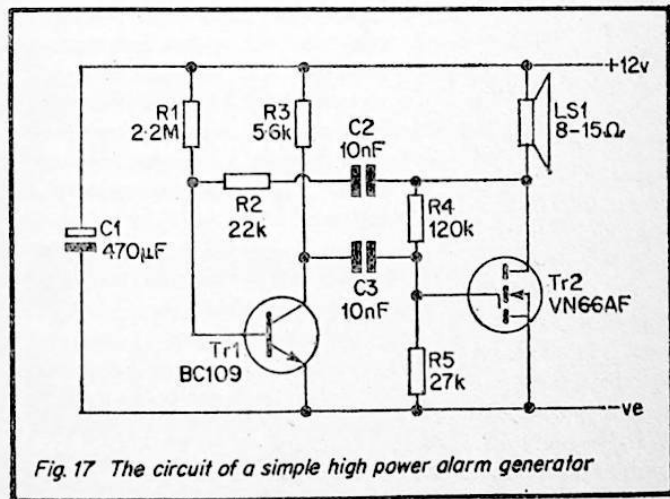 +12v
R1
2·2M
R3
5·6k
C2
10nF
LS1
8-15Ω
R2
22k
R4
120k
C1
470µF
C3
10nF
Tr2
VN66AF
Tr1
BC109
R5
27k
-ve
Fig. 17 The circuit of a simple high power alarm generator